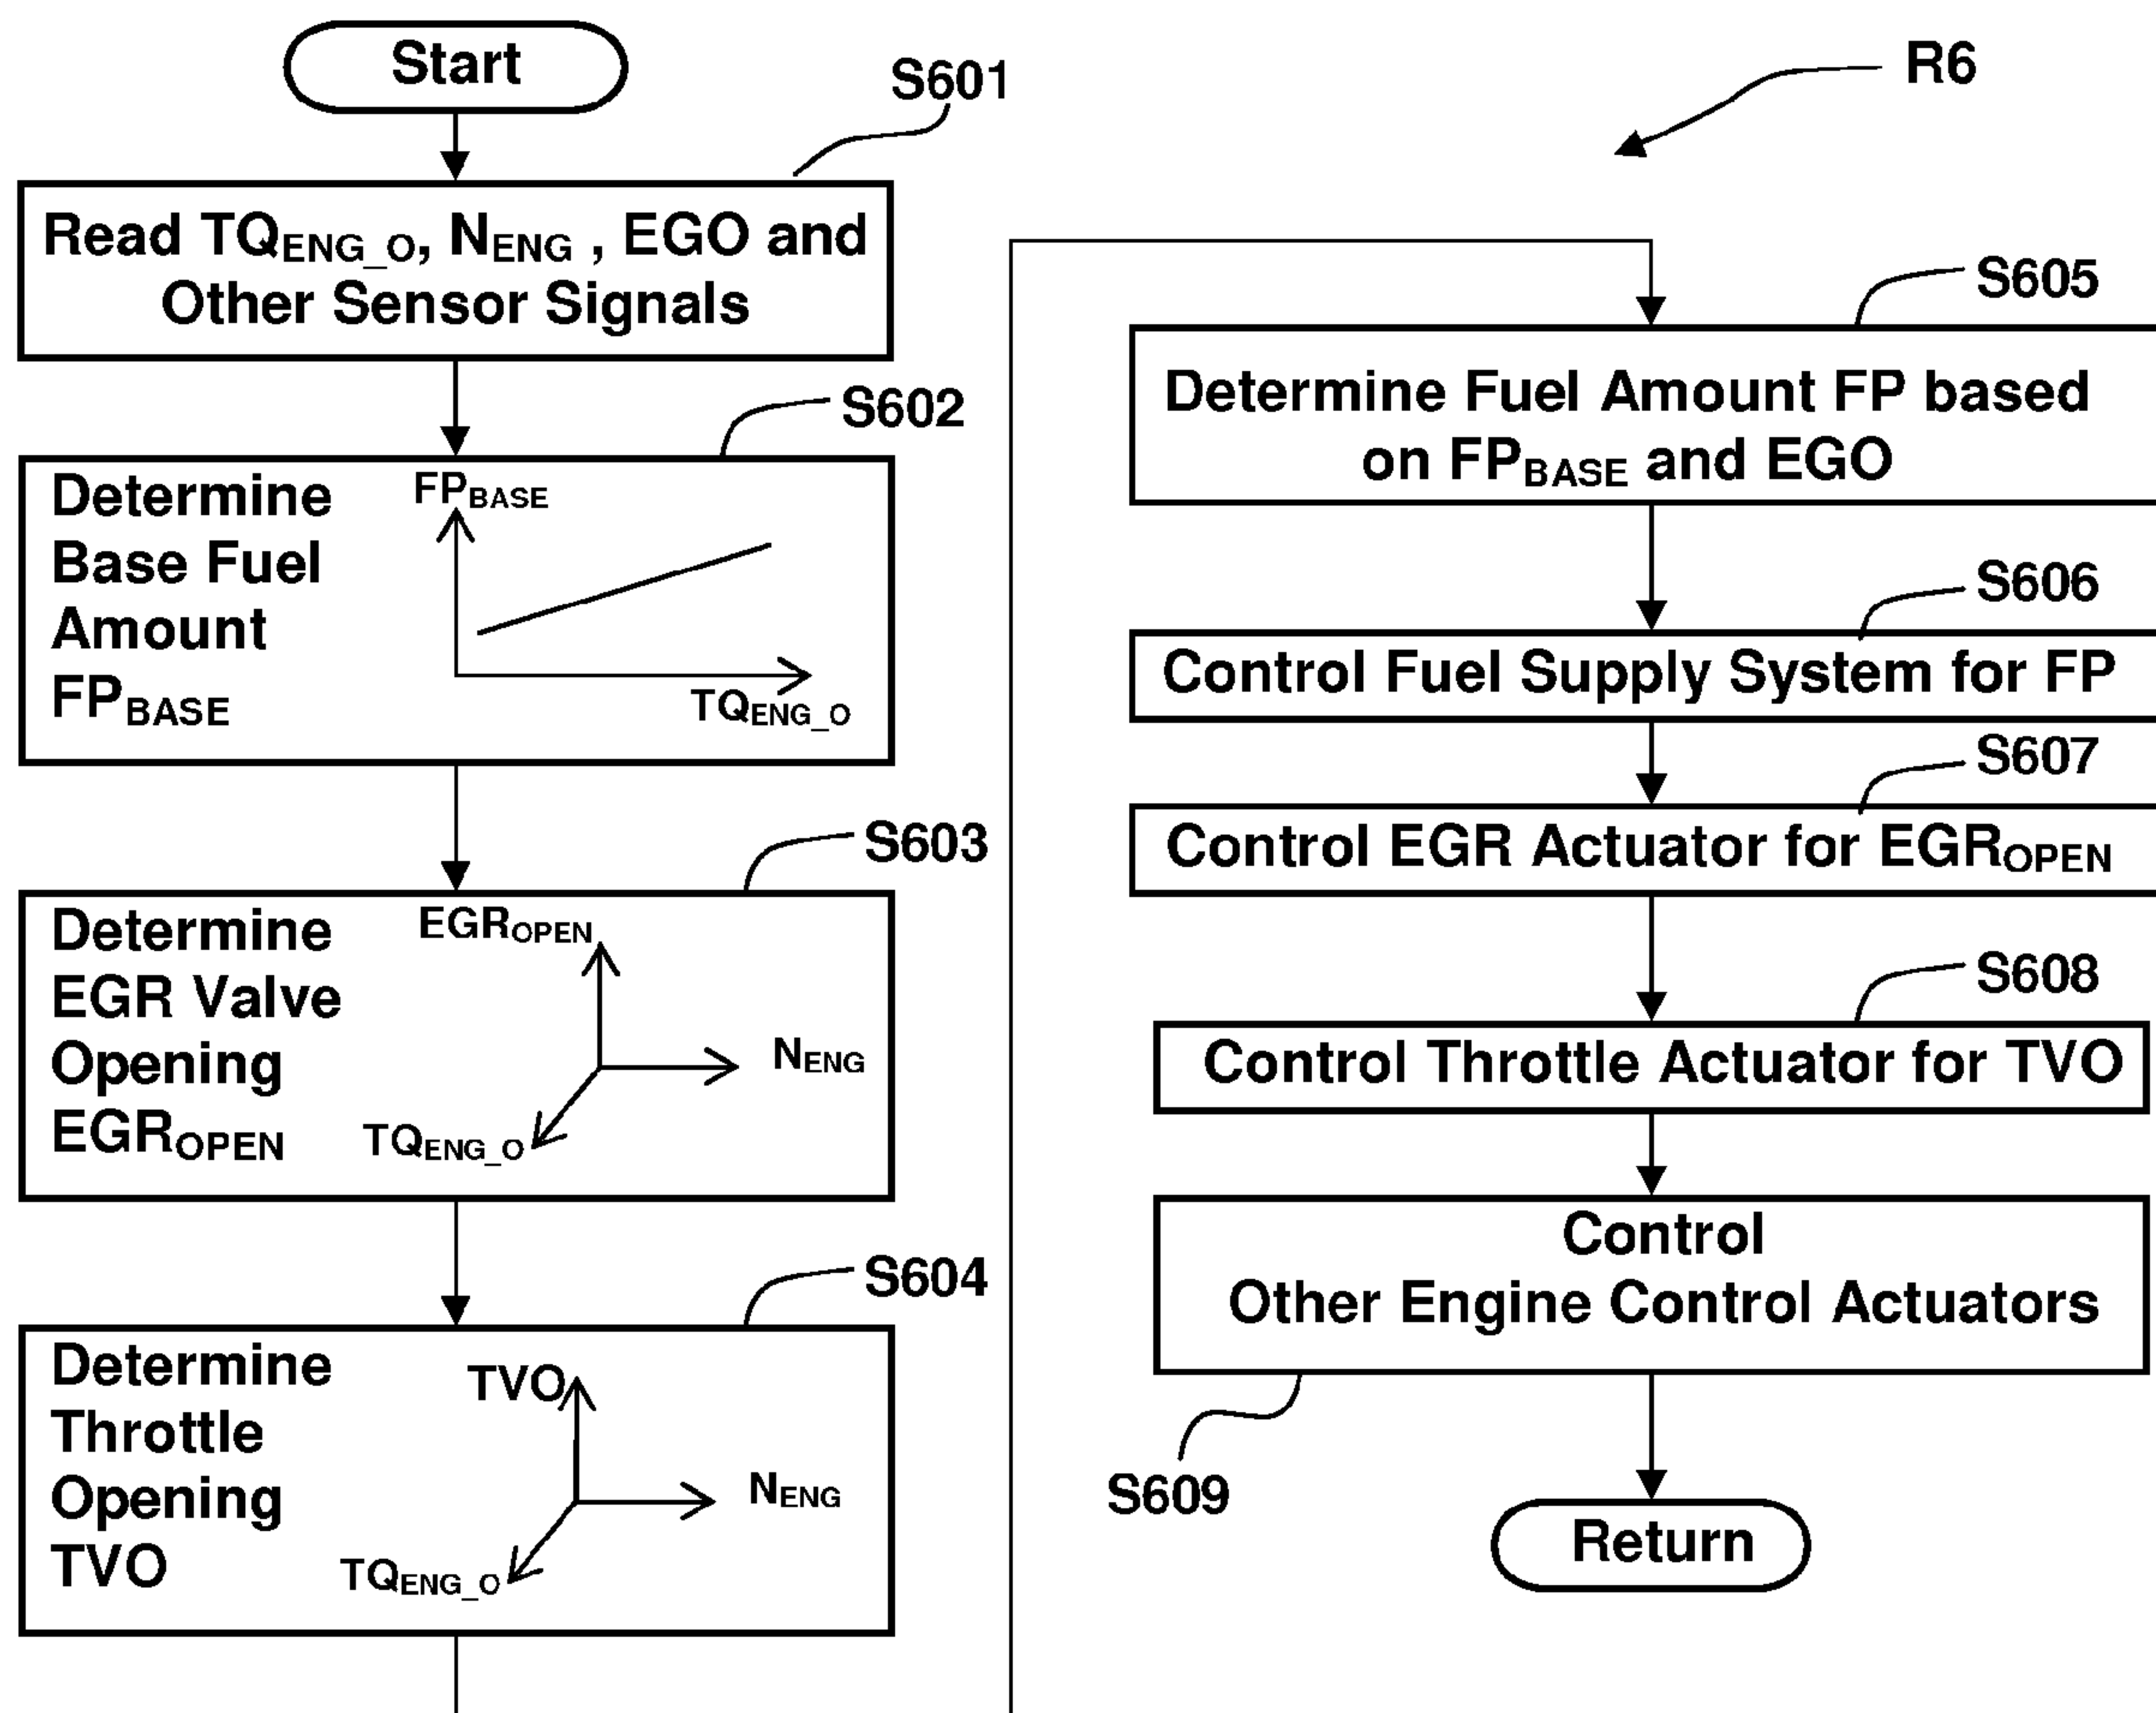 Start
S601
Read TQENG_O, NENG , EGO and
Other Sensor Signals
S602
Determine
Base Fuel
Amount
FPBASE
FPBASE
TQENG_O
S603
Determine
EGR Valve
Opening
EGROPEN
EGROPEN
NENG
TQENG_O
S604
Determine
Throttle
Opening
TVO
TVO
NENG
TQENG_O
R6
S605
Determine Fuel Amount FP based
on FPBASE and EGO
S606
Control Fuel Supply System for FP
S607
Control EGR Actuator for EGROPEN
S608
Control Throttle Actuator for TVO
Control
Other Engine Control Actuators
S609
Return